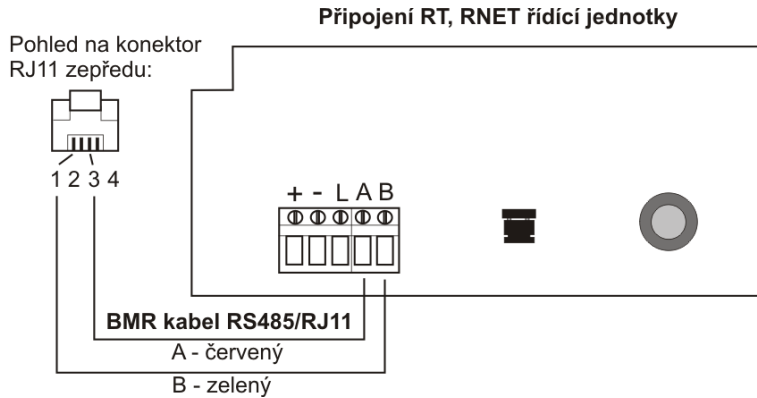 Připojení RT, RNET řídící jednotky
Pohled na konektor
RJ11 zepředu:
1 2 3 4
+ - L A B
BMR kabel RS485/RJ11
A - červený
B - zelený